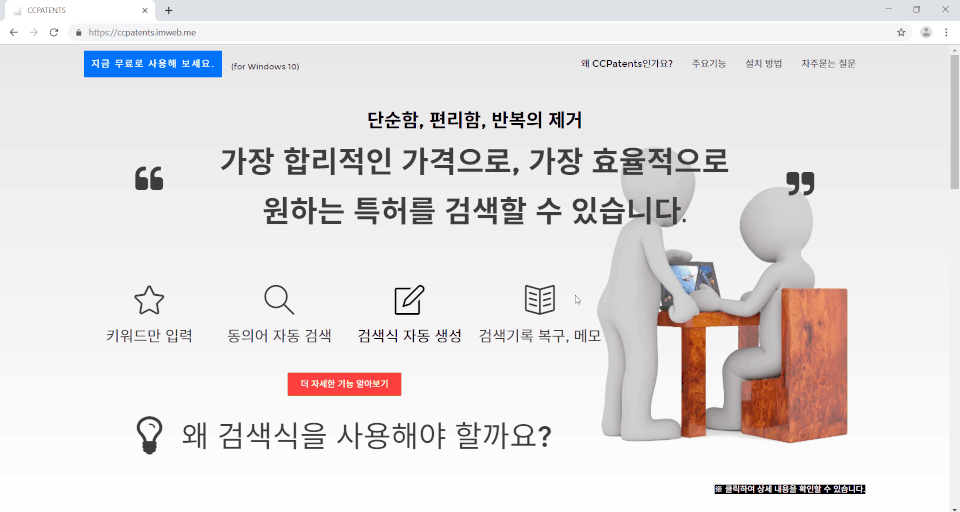 CCPATENTS
https://ccpatents.imweb.me
지금 무료로 사용해 보세요.
(for Windows 10)
왜 CCPatents인가요?
주요기능
설치 방법
자주묻는 질문
단순함, 편리함, 반복의 제거
“
가장 합리적인 가격으로, 가장 효율적으로
”
원하는 특허를 검색할 수 있습니다.
키워드만 입력
동의어 자동 검색
검색식 자동 생성
검색기록 복구, 메모
더 자세한 기능 알아보기
왜 검색식을 사용해야 할까요?
※ 클릭하여 상세 내용을 확인할 수 있습니다.